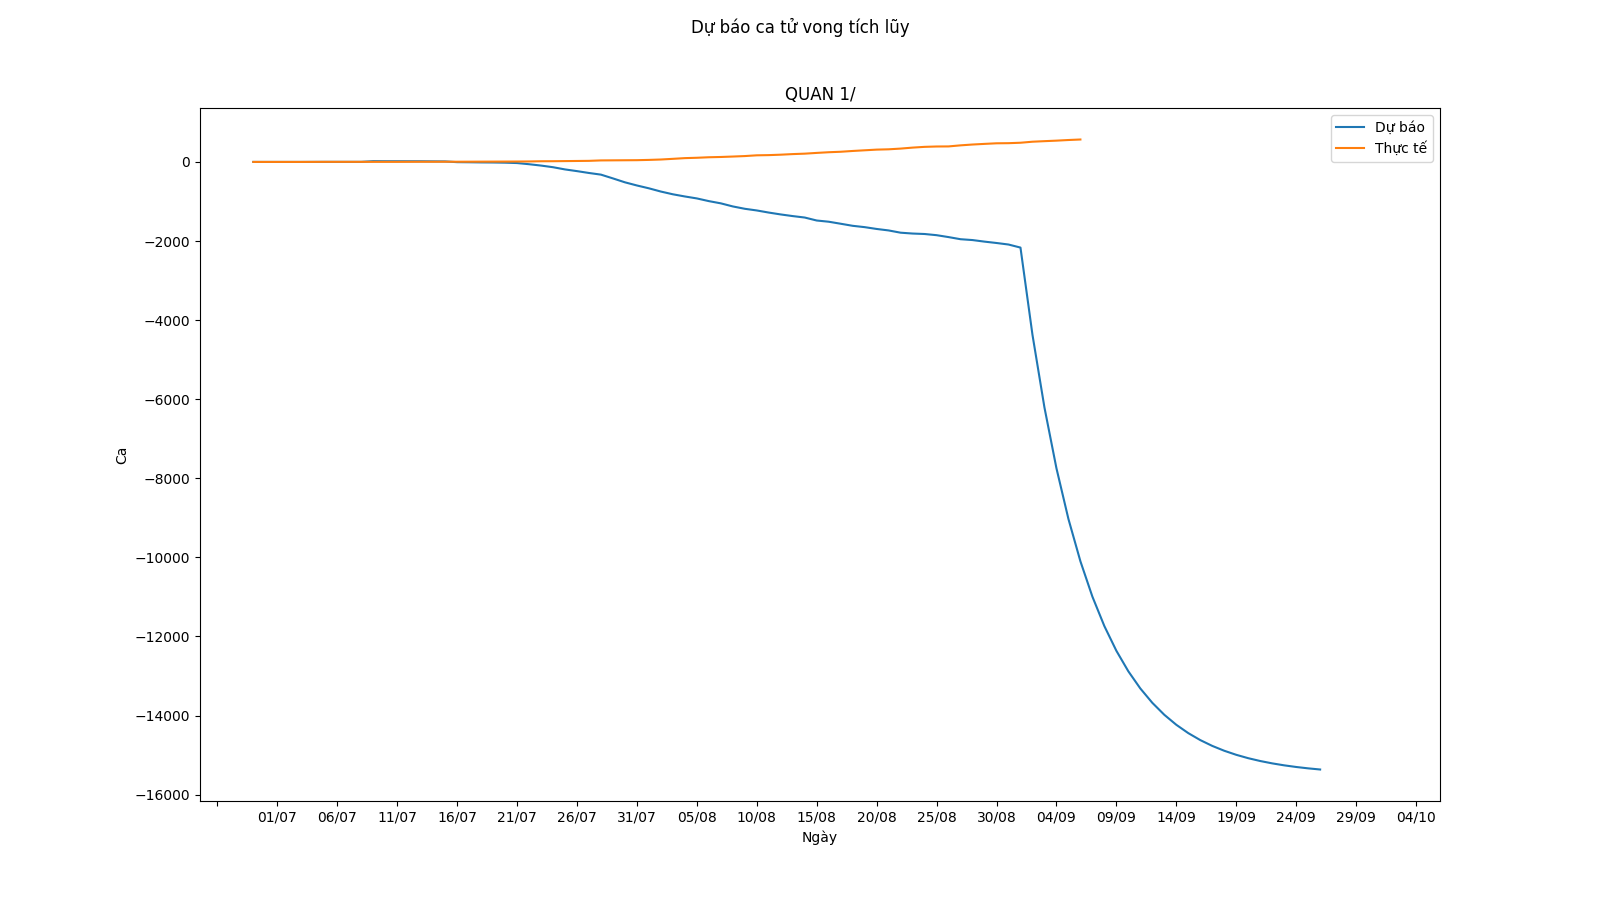 Dự báo ca tử vong tích lũy
QUAN 1/
Dự báo
Thực tế
0
−2000
−4000
−6000
−8000
−10000
−12000
−14000
−16000
Ca
01/07 06/07 11/07 16/07 21/07 26/07 31/07 05/08 10/08 15/08 20/08 25/08 30/08 04/09 09/09 14/09 19/09 24/09 29/09 04/10
Ngày